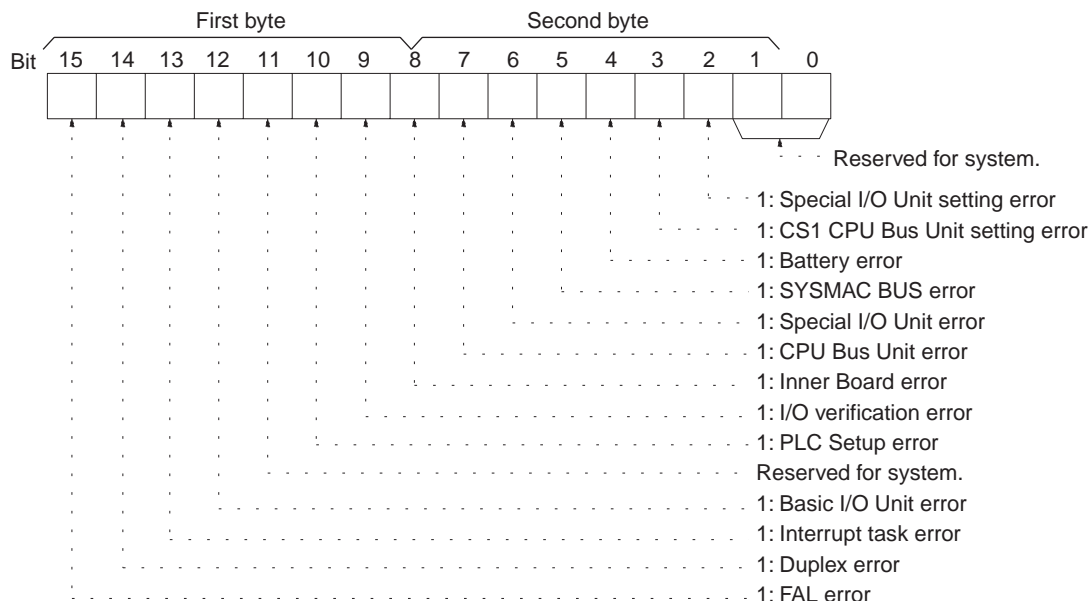 First byte Second byte
Bit 15 14 13 12 11 10 9 8 7 6 5 4 3 2 1 0
Reserved for system.
1: Special I/O Unit setting error
1: CS1 CPU Bus Unit setting error
1: Battery error
1: SYSMAC BUS error
1: Special I/O Unit error
1: CPU Bus Unit error
1: Inner Board error
1: I/O verification error
1: PLC Setup error
Reserved for system.
1: Basic I/O Unit error
1: Interrupt task error
1: Duplex error
1: FAL error